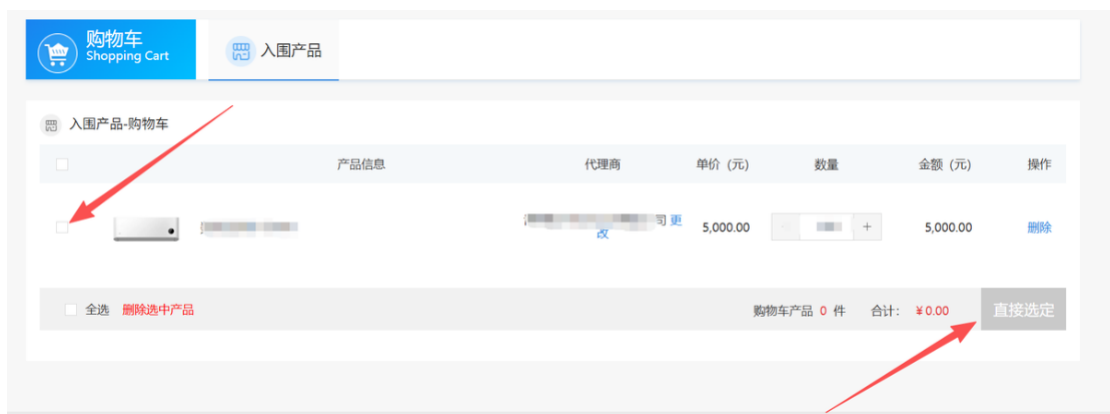 购物车
Shopping Cart
入围产品
入围产品-购物车
产品信息 代理商 单价（元） 数量 金额（元） 操作
司 更改 5,000.00 + 5,000.00 删除
全选 删除选中产品 购物车产品 0 件 合计： ￥0.00 直接选定